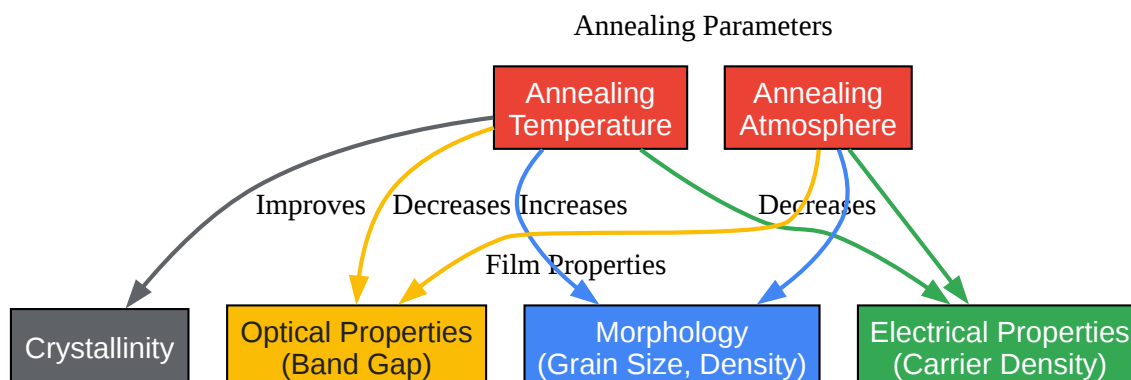 Annealing Parameters
Annealing
Temperature
Annealing
Atmosphere
Improves
Decreases
Increases
Decreases
Film Properties
Crystallinity
Optical Properties
(Band Gap)
Morphology
(Grain Size, Density)
Electrical Properties
(Carrier Density)